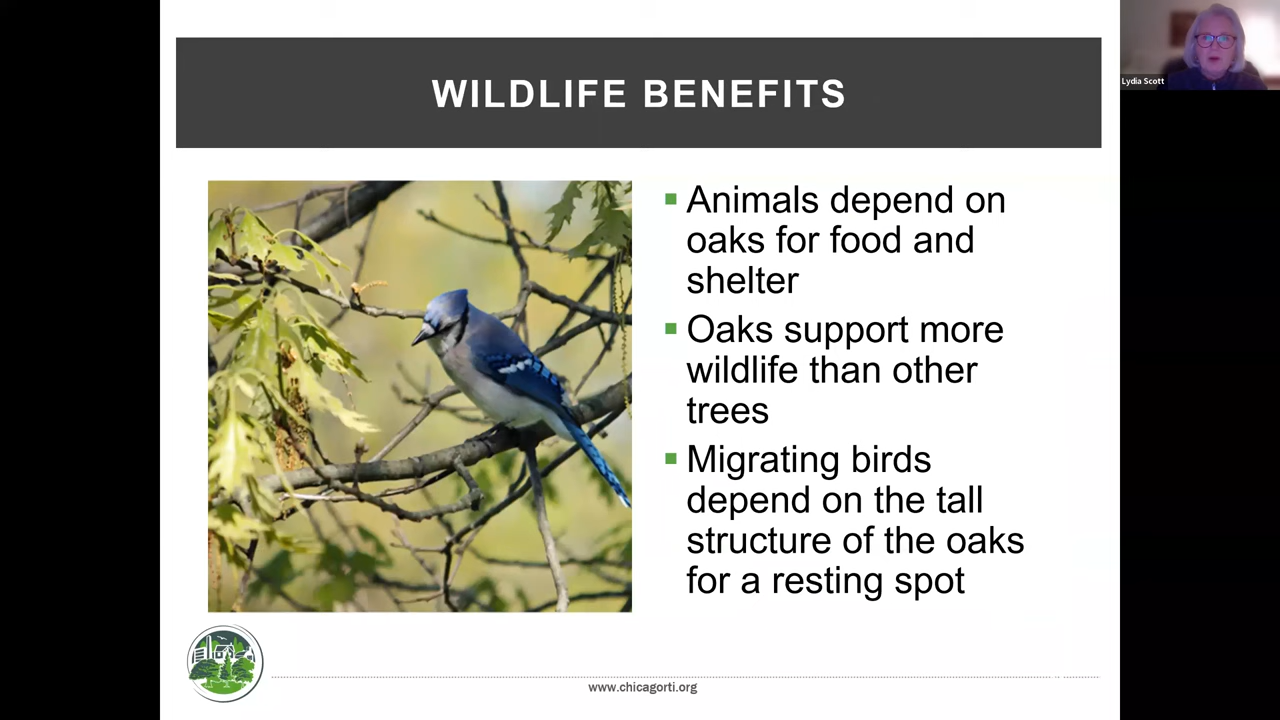 WILDLIFE BENEFITS
Lydia Scott
Animals depend on
oaks for food and
shelter
Oaks support more
wildlife than other
trees
Migrating birds
depend on the tall
structure of the oaks
for a resting spot
www.chicagorti.org